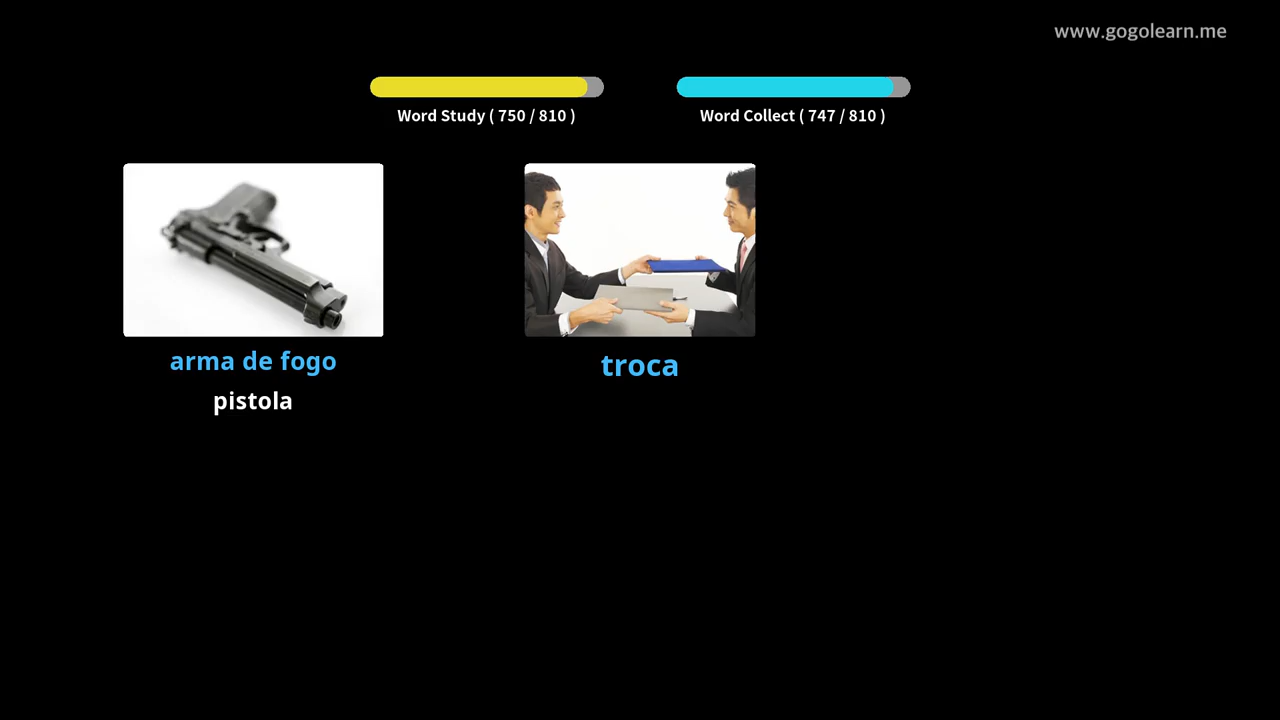 www.gogolearn.me
Word Study ( 750 / 810 )
Word Collect ( 747 / 810 )
arma de fogo
pistola
troca